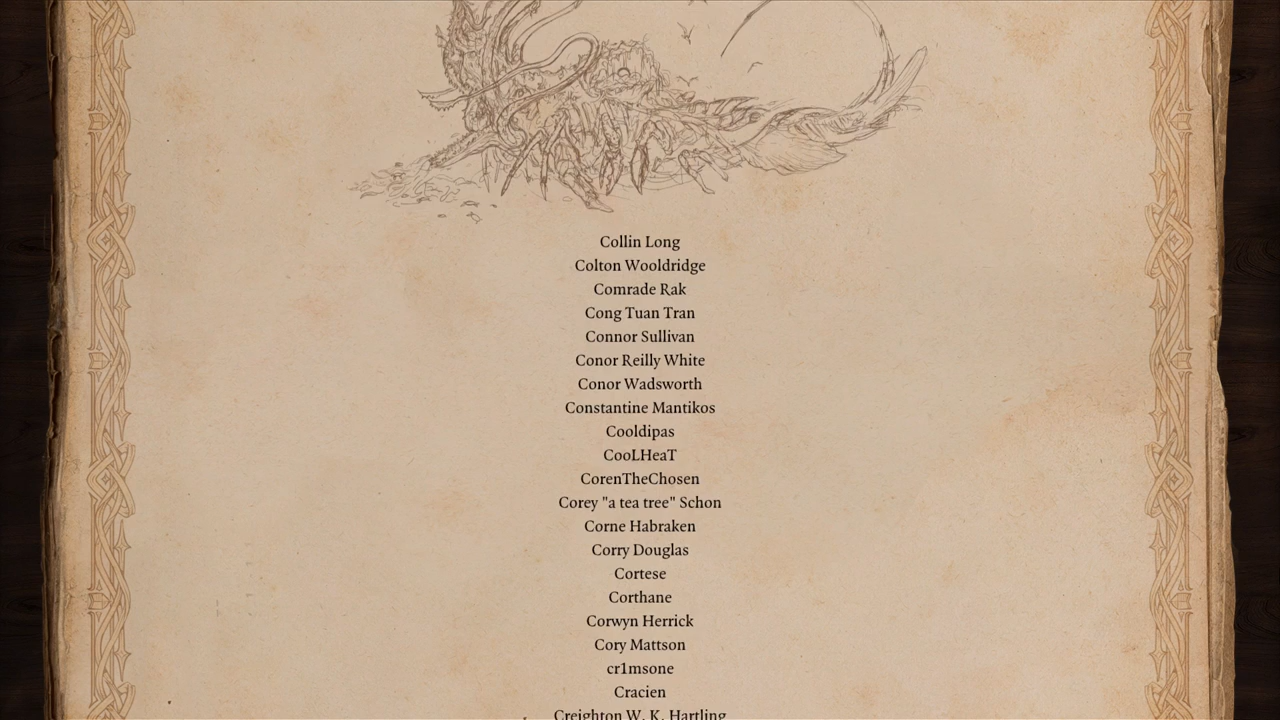 Collin Long
Colton Wooldridge
Comrade Rak
Cong Tuan Tran
Connor Sullivan
Conor Reilly White
Conor Wadsworth
Constantine Mantikos
Cooldipas
CooLHeaT
CorenTheChosen
Corey "a tea tree" Schon
Corne Habraken
Corry Douglas
Cortese
Corthane
Corwyn Herrick
Cory Mattson
cr1msone
Cracien
Creighton W. K. Hartling